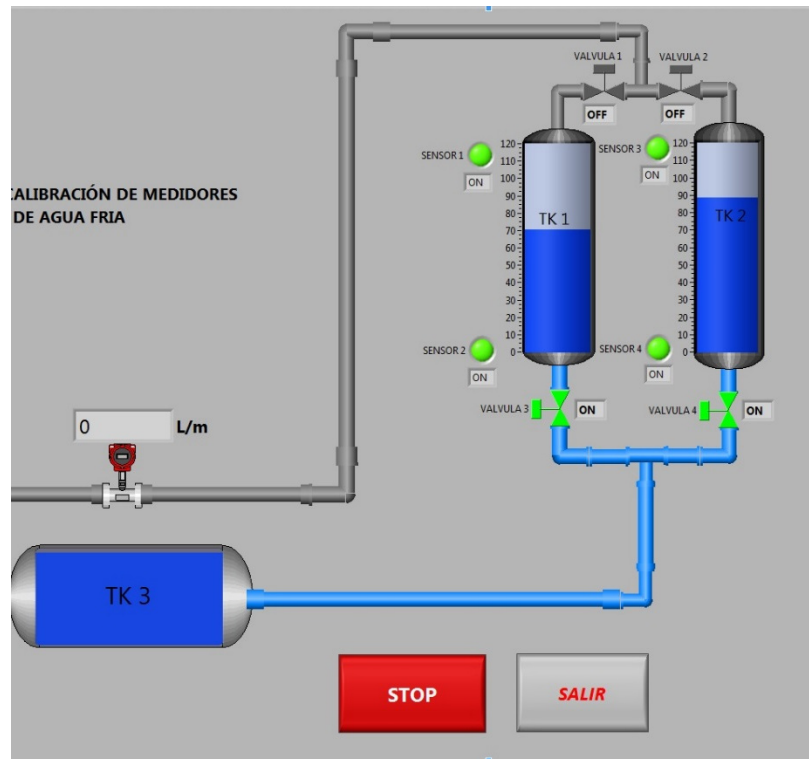 VALVULA 1
VALVULA 2
OFF
OFF
SENSOR 1
ON
120
110
100
90
80
70
60
50
40
30
20
10
0
TK 1
SENSOR 3
ON
120
110
100
90
80
70
60
50
40
30
20
10
0
TK 2
ALIBRACIÓN DE MEDIDORES
DE AGUA FRIA
SENSOR 2
ON
SENSOR 4
ON
VALVULA 3
ON
VALVULA 4
ON
0
L/m
TK 3
STOP
SALIR